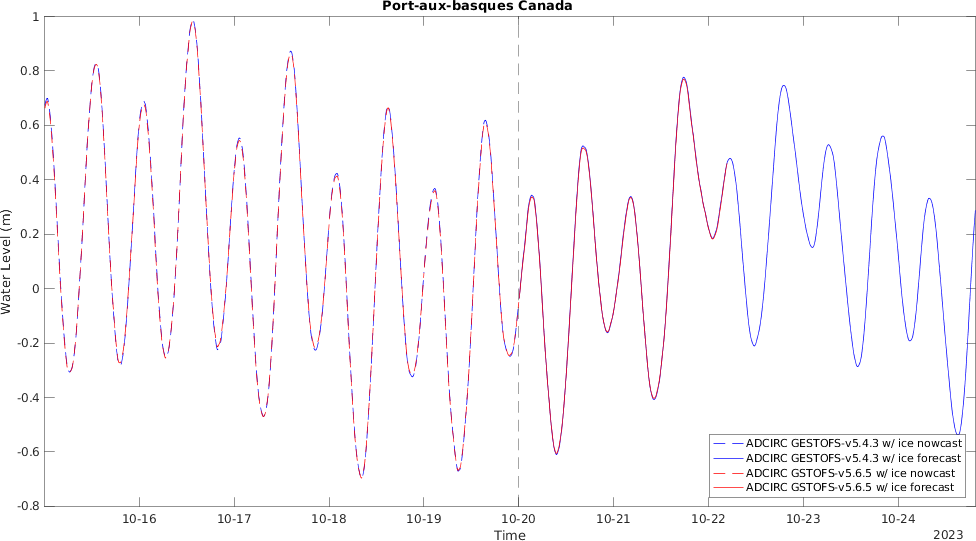 Port-aux-basques Canada
Water Level (m)
1
0.8
0.6
0.4
0.2
0
-0.2
-0.4
-0.6
-0.8
10-16
10-17
10-18
10-19
10-20
10-21
10-22
10-23
10-24
Time
2023
ADCIRC GESTOFS-v5.4.3 w/ ice nowcast
ADCIRC GESTOFS-v5.4.3 w/ ice forecast
ADCIRC GSTOFS-v5.6.5 w/ ice nowcast
ADCIRC GSTOFS-v5.6.5 w/ ice forecast